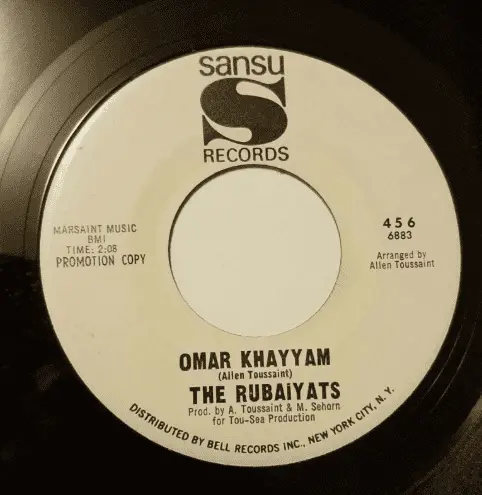 sansu
S
RECORDS
MARSAINT MUSIC
BMI
TIME: 2:08
PROMOTION COPY
456
6883
Arranged by
Allen Toussaint
OMAR KHAYYAM
(Allen Toussaint)
THE RUBAiYATS
Prod. by A. Toussaint & M. Sehorn
for Tou-Sea Production
DISTRIBUTED BY BELL RECORDS INC., NEW YORK CITY, N. Y.